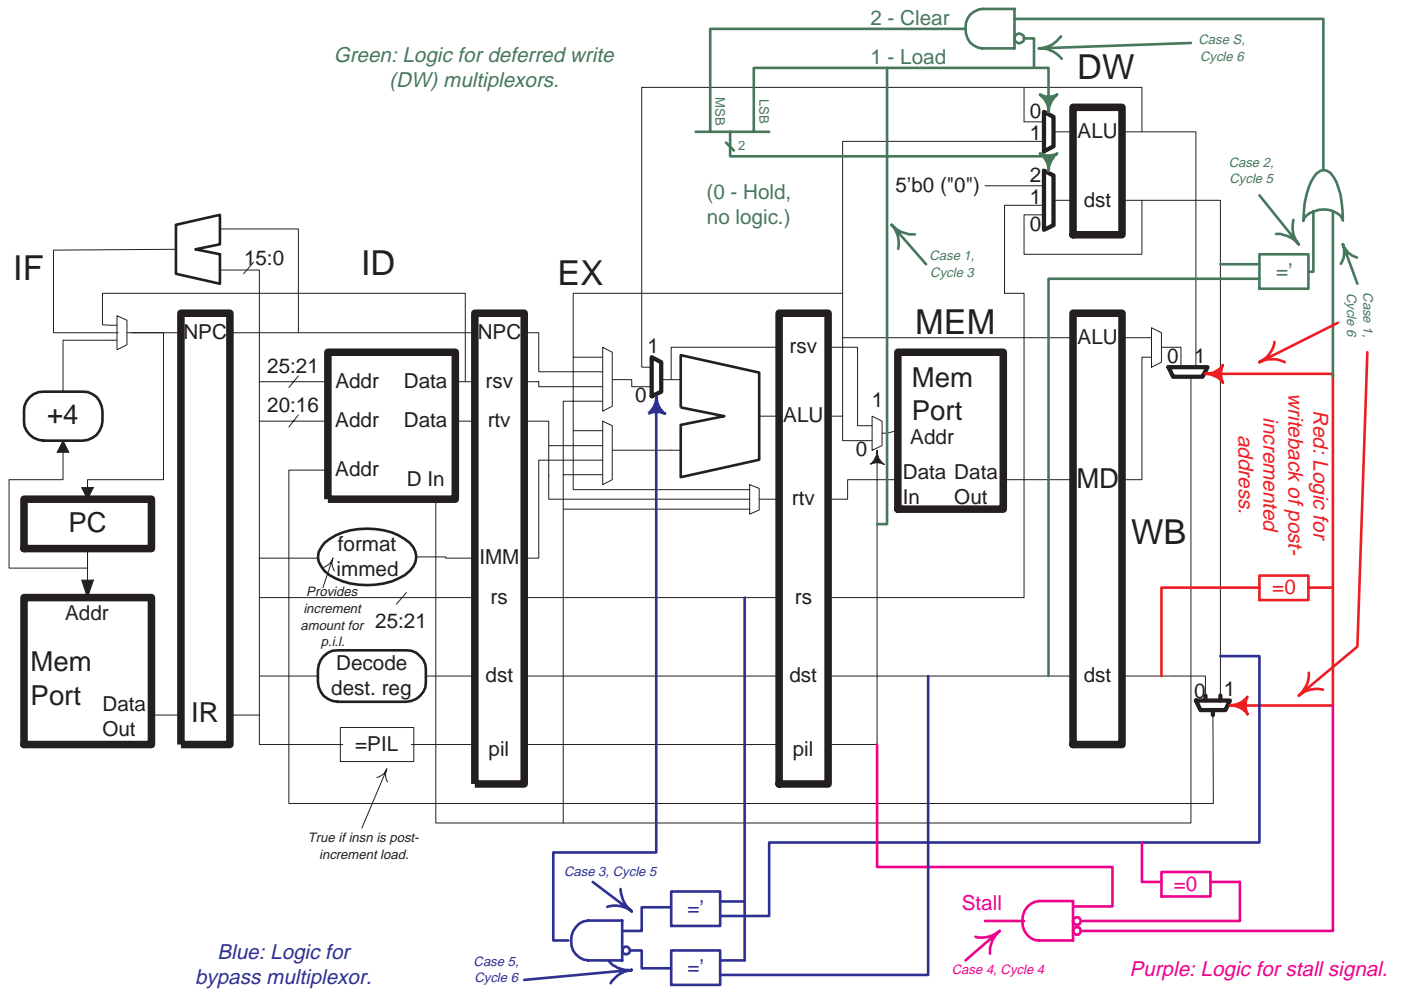 2 - Clear
Green: Logic for deferred write
(DW) multiplexors.
1 - Load
Case S,
Cycle 6
DW
MSB
LSB
2
0
1
ALU
(0 - Hold,
no logic.)
5'b0 ("0")
2
1
0
dst
Case 2,
Cycle 5
='
Case 1,
Cycle 3
Case 1,
Cycle 6
IF
15:0
ID
EX
MEM
NPC
NPC
25:21
20:16
Addr
Data
Addr
Data
Addr
D In
rsv
rtv
1
0
rsv
ALU
rtv
1
0
Mem
Port
Addr
Data
In
Data
Out
ALU
MD
0
1
WB
Red: Logic for
writeback of post-
incremented
address.
+4
PC
Addr
Mem
Port
Data
Out
IR
format
immed
Provides
increment
amount for
p.i.l.
25:21
IMM
rs
rs
=0
Decode
dest. reg
dst
dst
dst
0
1
=PIL
pil
pil
True if insn is post-
increment load.
Case 3, Cycle 5
='
='
Case 5,
Cycle 6
Blue: Logic for
bypass multiplexor.
=0
Stall
Case 4, Cycle 4
Purple: Logic for stall signal.